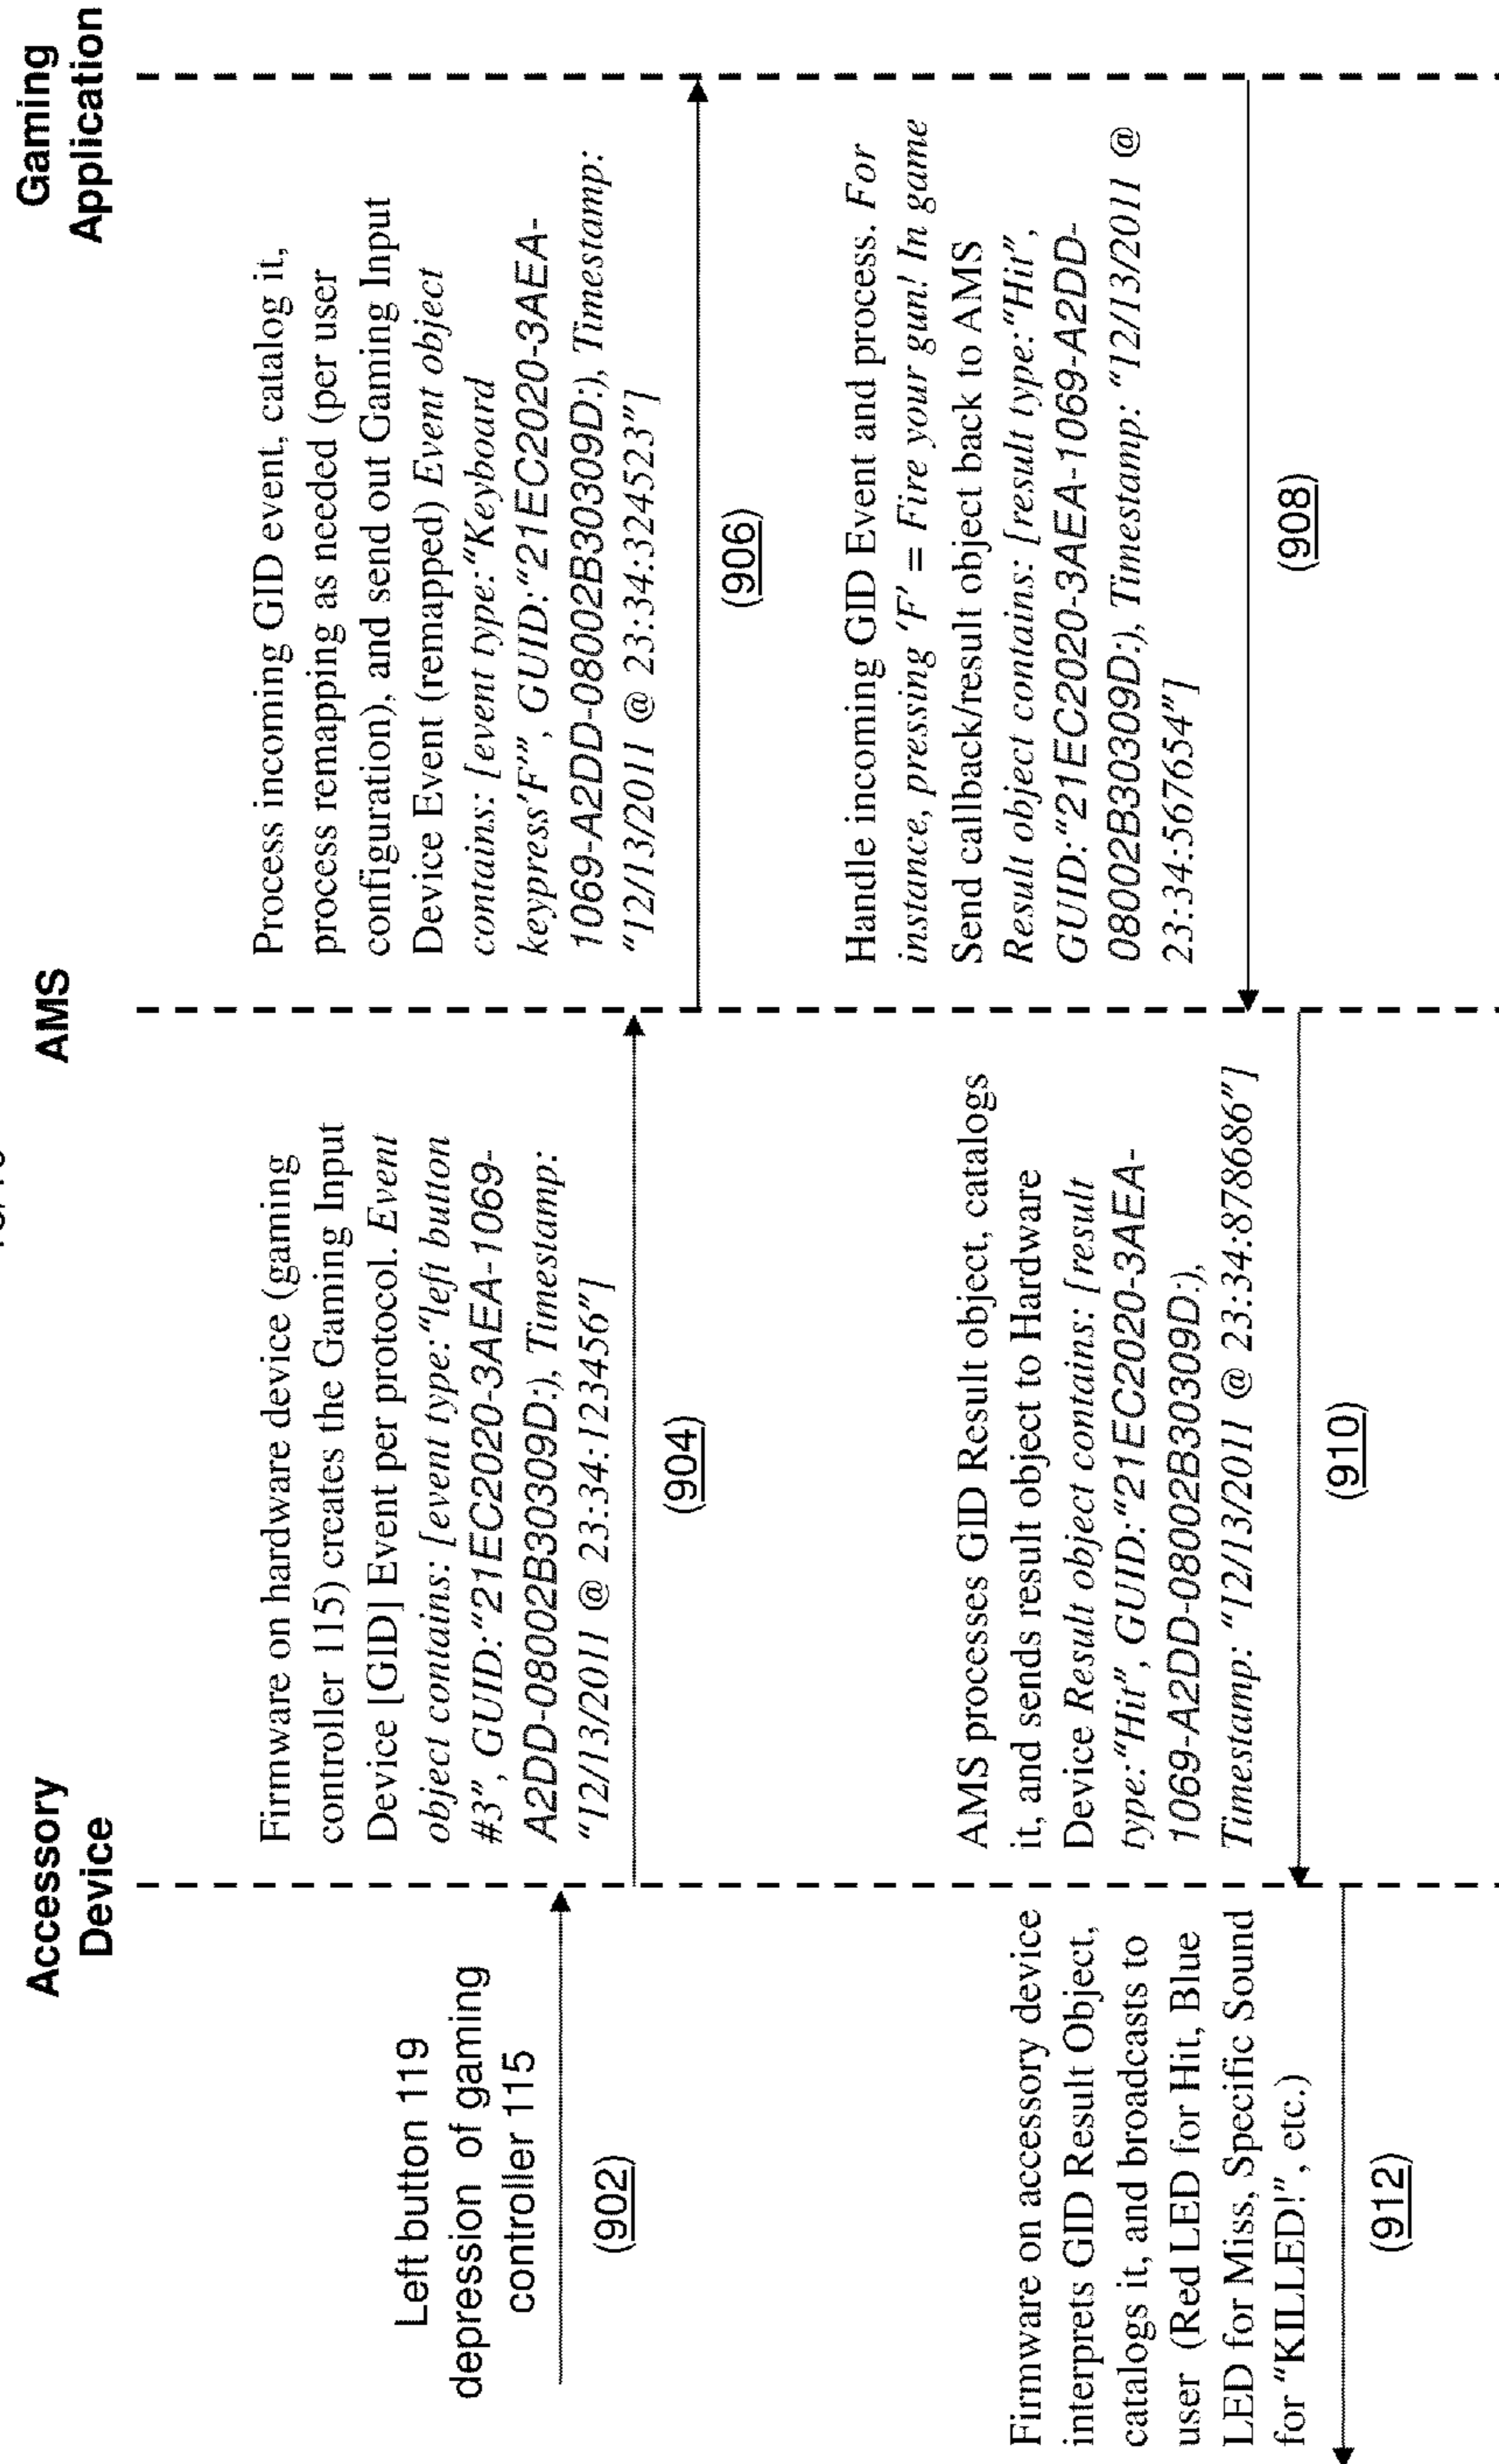 Accessory
Device
AMS
Gaming
Application
Left button 119
depression of gaming
controller 115
(902)
Firmware on hardware device (gaming
controller 115) creates the Gaming Input
Device [GID] Event per protocol. Event
object contains: [event type:"left button
#3", GUID:"21EC2020-3AEA-1069-
A2DD-08002B30309D:), Timestamp:
"12/13/2011 @ 23:34:123456"]
(904)
Process incoming GID event, catalog it,
process remapping as needed (per user
configuration), and send out Gaming Input
Device Event (remapped) Event object
contains: [event type:"Keyboard
keypress'F'", GUID:"21EC2020-3AEA-
1069-A2DD-08002B30309D:), Timestamp:
"12/13/2011 @ 23:34:324523"]
(906)
Handle incoming GID Event and process. For
instance, pressing 'F' = Fire your gun! In game
Send callback/result object back to AMS
Result object contains: [result type:"Hit",
GUID:"21EC2020-3AEA-1069-A2DD-
08002B30309D:), Timestamp: "12/13/2011 @
23:34:567654"]
(908)
AMS processes GID Result object, catalogs
it, and sends result object to Hardware
Device Result object contains: [result
type:"Hit", GUID:"21EC2020-3AEA-
1069-A2DD-08002B30309D:),
Timestamp: "12/13/2011 @ 23:34:878686"]
(910)
Firmware on accessory device
interprets GID Result Object,
catalogs it, and broadcasts to
user (Red LED for Hit, Blue
LED for Miss, Specific Sound
for "KILLED!", etc.)
(912)